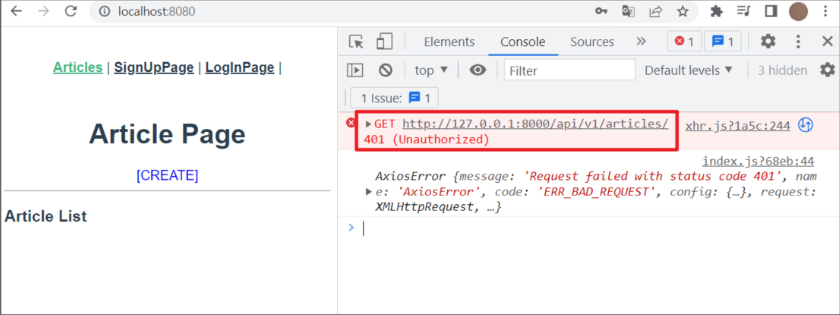 localhost:8080
Elements Console Sources » 1 1
top Filter Default levels 3 hidden
1 Issue: 1
Articles | SignUpPage | LogInPage |
Article Page
[CREATE]
Article List
GET http://127.0.0.1:8000/api/v1/articles/ xhr.js?1a5c:244
401 (Unauthorized)
index.js?68eb:44
AxiosError {message: 'Request failed with status code 401', nam
e: 'AxiosError', code: 'ERR_BAD_REQUEST', config: {…}, request:
XMLHttpRequest, …}